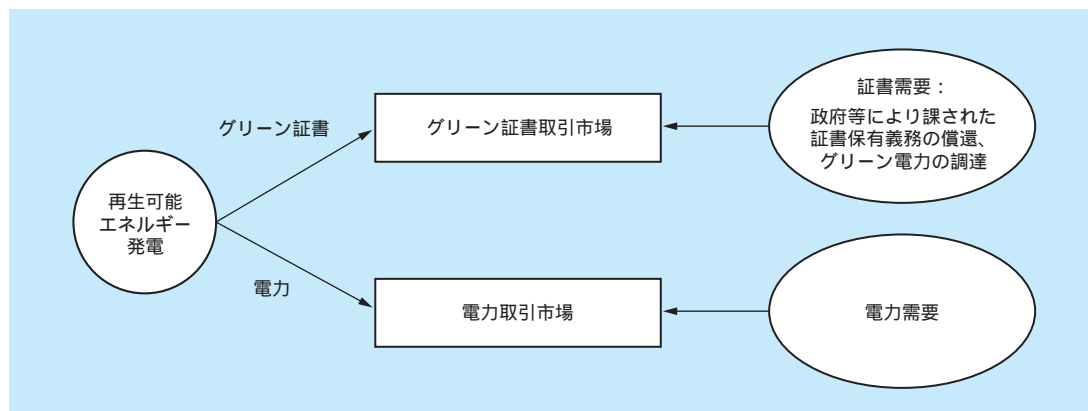 再生可能
エネルギー
発電
グリーン証書
電力
グリーン証書取引市場
電力取引市場
証書需要：
政府等により課された
証書保有義務の償還、
グリーン電力の調達
電力需要